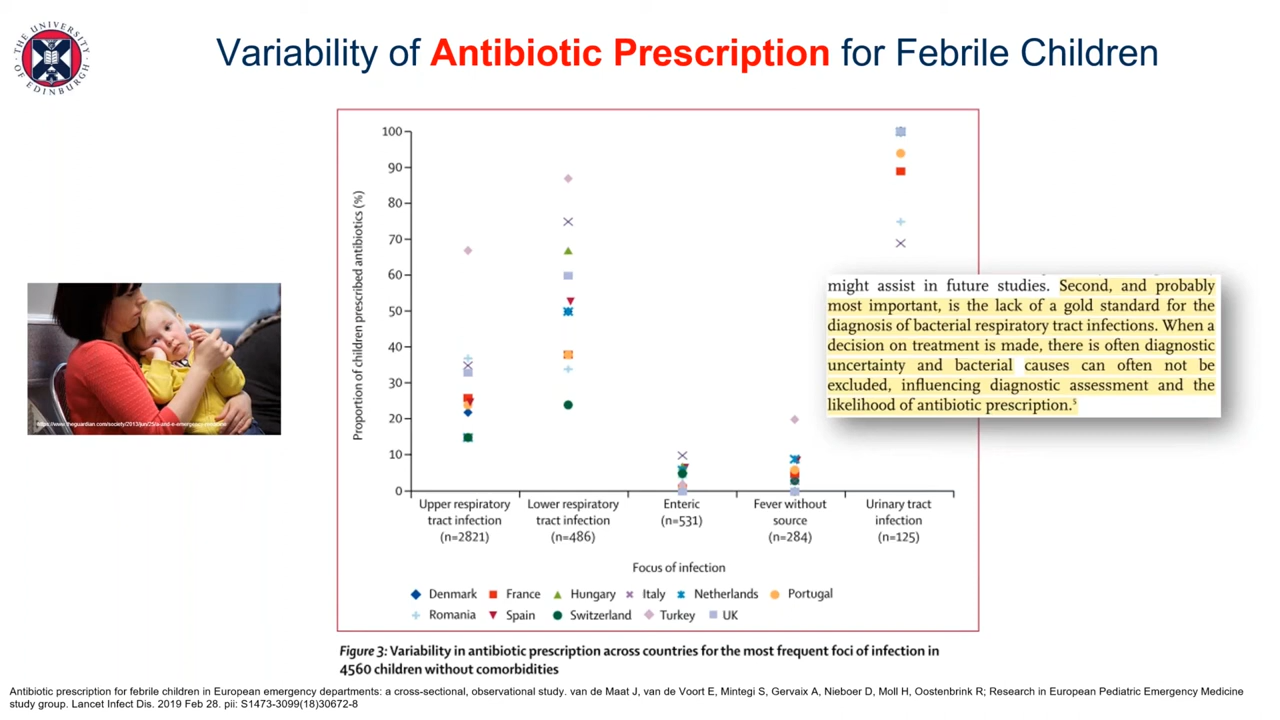 THE UNIVERSITY OF EDINBURGH
Variability of Antibiotic Prescription for Febrile Children
Proportion of children prescribed antibiotics (%)
100
90
80
70
60
50
40
30
20
10
0
Upper respiratory
tract infection
(n=2821)
Lower respiratory
tract infection
(n=486)
Enteric
(n=531)
Fever without
source
(n=284)
Urinary tract
infection
(n=125)
Focus of infection
Denmark France Hungary Italy Netherlands Portugal
Romania Spain Switzerland Turkey UK
might assist in future studies. Second, and probably
most important, is the lack of a gold standard for the
diagnosis of bacterial respiratory tract infections. When a
decision on treatment is made, there is often diagnostic
uncertainty and bacterial causes can often not be
excluded, influencing diagnostic assessment and the
likelihood of antibiotic prescription.⁵
Figure 3: Variability in antibiotic prescription across countries for the most frequent foci of infection in
4560 children without comorbidities
Antibiotic prescription for febrile children in European emergency departments: a cross-sectional, observational study. van de Maat J, van de Voort E, Mintegi S, Gervaix A, Nieboer D, Moll H, Oostenbrink R; Research in European Pediatric Emergency Medicine
study group. Lancet Infect Dis. 2019 Feb 28. pii: S1473-3099(18)30672-8